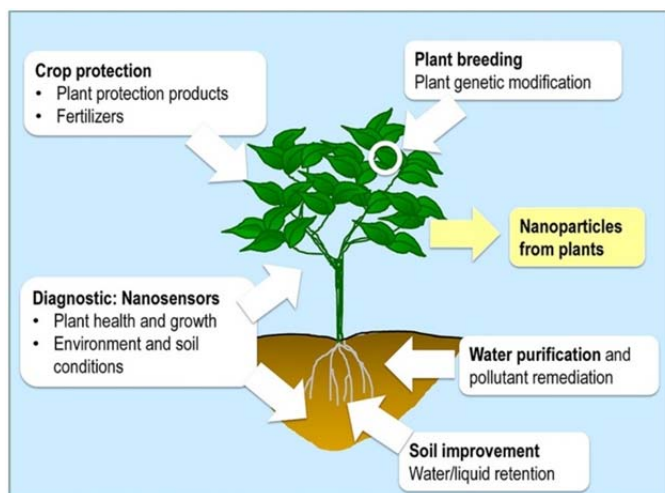 Crop protection
• Plant protection products
• Fertilizers
Plant breeding
Plant genetic modification
Nanoparticles
from plants
Diagnostic: Nanosensors
• Plant health and growth
• Environment and soil
conditions
Water purification and
pollutant remediation
Soil improvement
Water/liquid retention